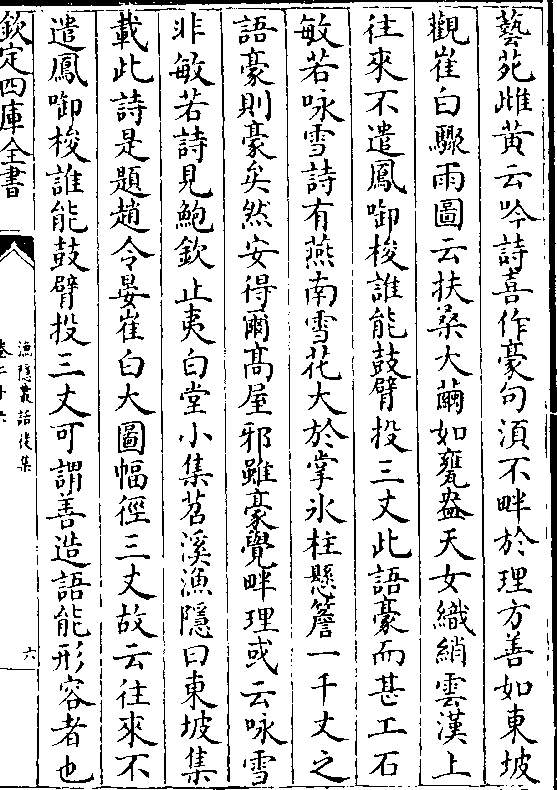 藝苑雌黃云吟詩喜作豪句須不畔於理方善如東坡
觀崔白驟雨圖云扶桑大繭如甕盎天女織綃雲漢上
往來不遣鳳啣梭誰能鼓臂投三丈此語豪而甚工石
敏若咏雪詩有燕南雪花大於掌氷柱懸簷一千丈之
語豪則豪矣然安得爾髙屋邪雖豪覺畔理或云咏雪
非敏若詩見鮑欽止夷白堂小集苕溪漁隠曰東坡集
載此詩是題趙令晏崔白大圖幅徑三丈故云往來不
遣鳳啣梭誰能鼓臂投三丈可謂善造語能形容者也
欽定四庫全書
漁隠叢話後集
卷二十六
六